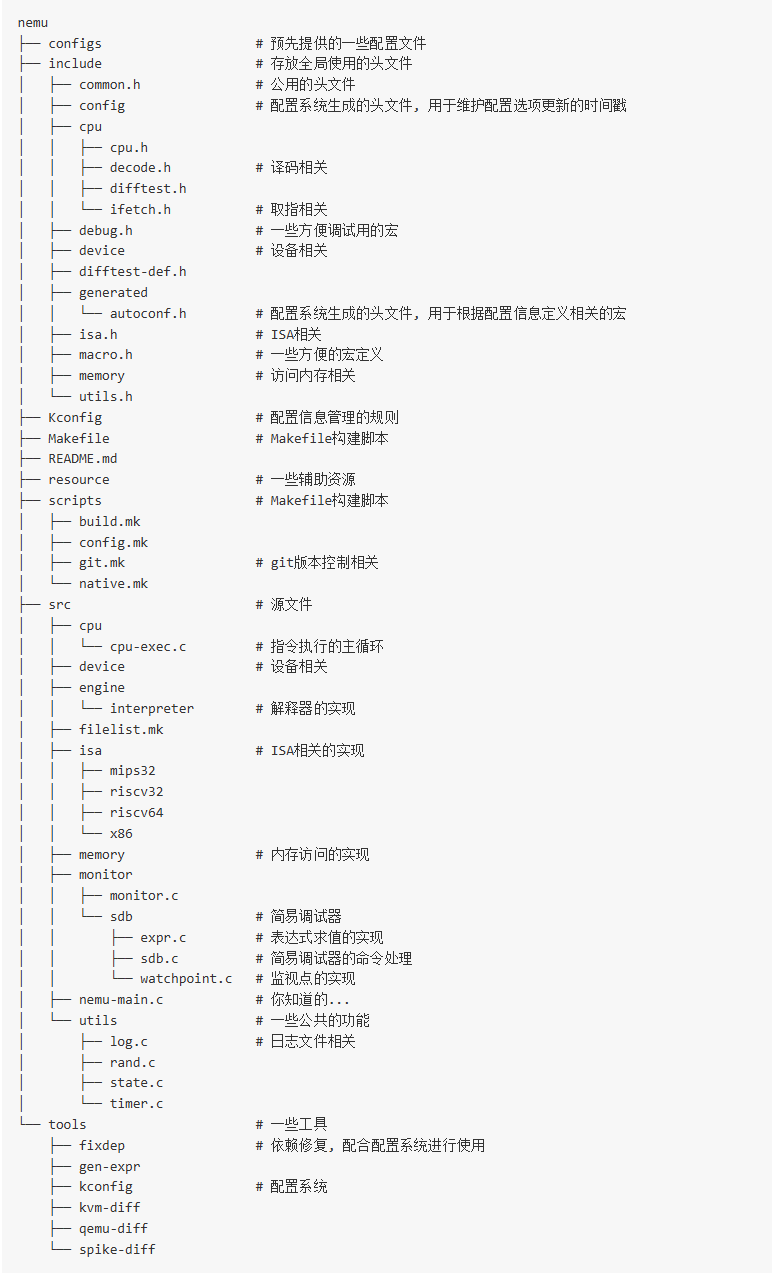 nemu
├── configs                    # 预先提供的一些配置文件
├── include                    # 存放全局使用的头文件
│   ├── common.h               # 公用的头文件
│   ├── config                 # 配置系统生成的头文件, 用于维护配置选项更新的时间戳
│   ├── cpu
│   │   ├── cpu.h
│   │   ├── decode.h           # 译码相关
│   │   ├── difftest.h
│   │   └── ifetch.h           # 取指相关
│   ├── debug.h                # 一些方便调试用的宏
│   ├── device                 # 设备相关
│   ├── difftest-def.h
│   ├── generated
│   │   └── autoconf.h         # 配置系统生成的头文件, 用于根据配置信息定义相关的宏
│   ├── isa.h                  # ISA相关
│   ├── macro.h                # 一些方便的宏定义
│   ├── memory                 # 访问内存相关
│   └── utils.h
├── Kconfig                    # 配置信息管理的规则
├── Makefile                   # Makefile构建脚本
├── README.md
├── resource                   # 一些辅助资源
├── scripts                    # Makefile构建脚本
│   ├── build.mk
│   ├── config.mk
│   ├── git.mk                 # git版本控制相关
│   └── native.mk
├── src                        # 源文件
│   ├── cpu
│   │   └── cpu-exec.c         # 指令执行的主循环
│   ├── device                 # 设备相关
│   ├── engine
│   │   └── interpreter        # 解释器的实现
│   ├── filelist.mk
│   ├── isa                    # ISA相关的实现
│   │   ├── mips32
│   │   ├── riscv32
│   │   ├── riscv64
│   │   └── x86
│   ├── memory                 # 内存访问的实现
│   ├── monitor
│   │   ├── monitor.c
│   │   └── sdb                # 简易调试器
│   │       ├── expr.c         # 表达式求值的实现
│   │       ├── sdb.c          # 简易调试器的命令处理
│   │       └── watchpoint.c   # 监视点的实现
│   ├── nemu-main.c            # 你知道的...
│   └── utils                  # 一些公共的功能
│       ├── log.c              # 日志文件相关
│       ├── rand.c
│       ├── state.c
│       └── timer.c
└── tools                      # 一些工具
    ├── fixdep                 # 依赖修复, 配合配置系统进行使用
    ├── gen-expr
    ├── kconfig                # 配置系统
    ├── kvm-diff
    ├── qemu-diff
    └── spike-diff